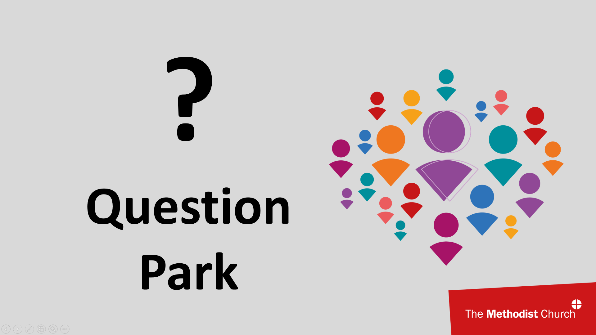 ?
Question
Park
The Methodist Church